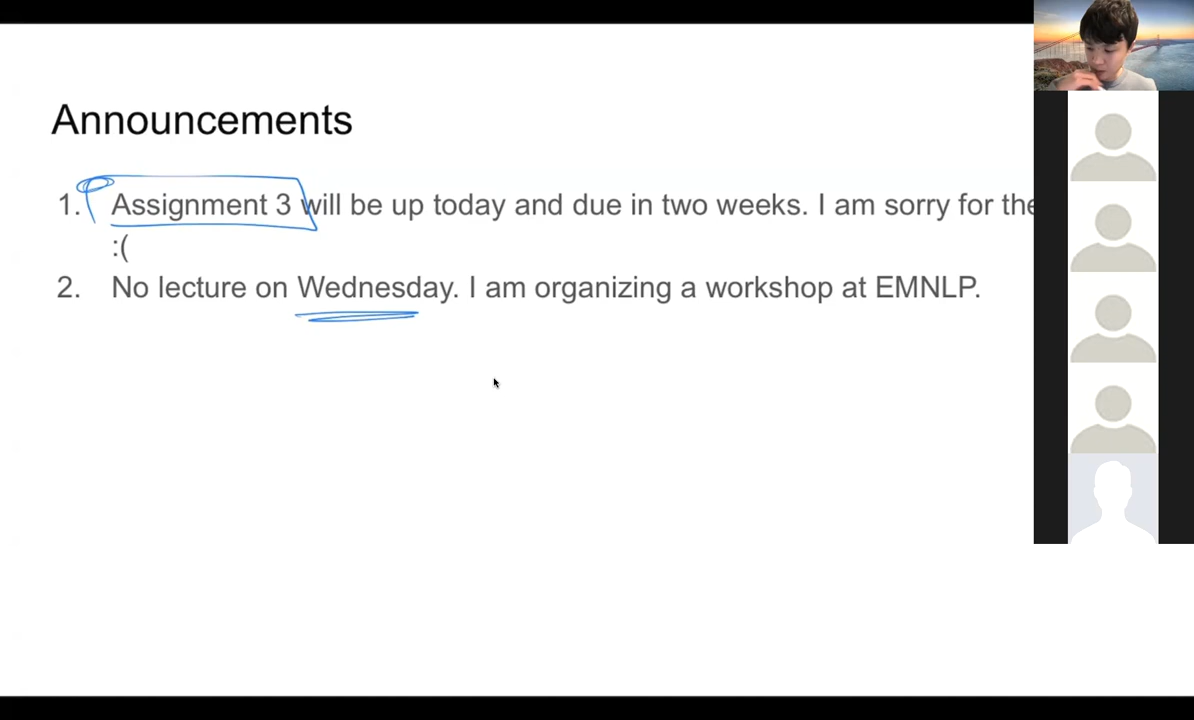 Announcements
1. Assignment 3 will be up today and due in two weeks. I am sorry for the
:(
2. No lecture on Wednesday. I am organizing a workshop at EMNLP.